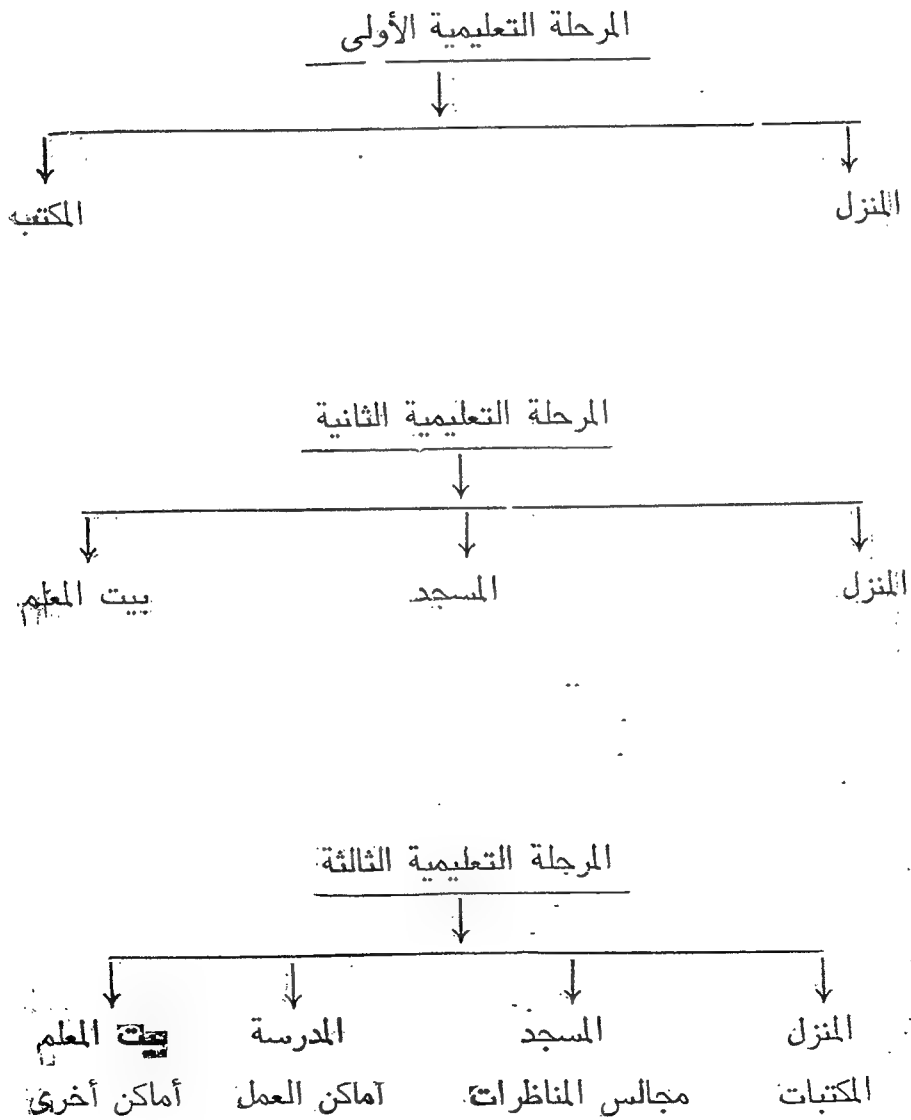 المرحلة التعليمية الأولى
المنزل المكتب
المرحلة التعليمية الثانية
المنزل المسجد بيت المعلم
المرحلة التعليمية الثالثة
المنزل المسجد المدرسة بيت المعلم
المكتبات مجالس المناظرات أماكن العمل أماكن أخرى